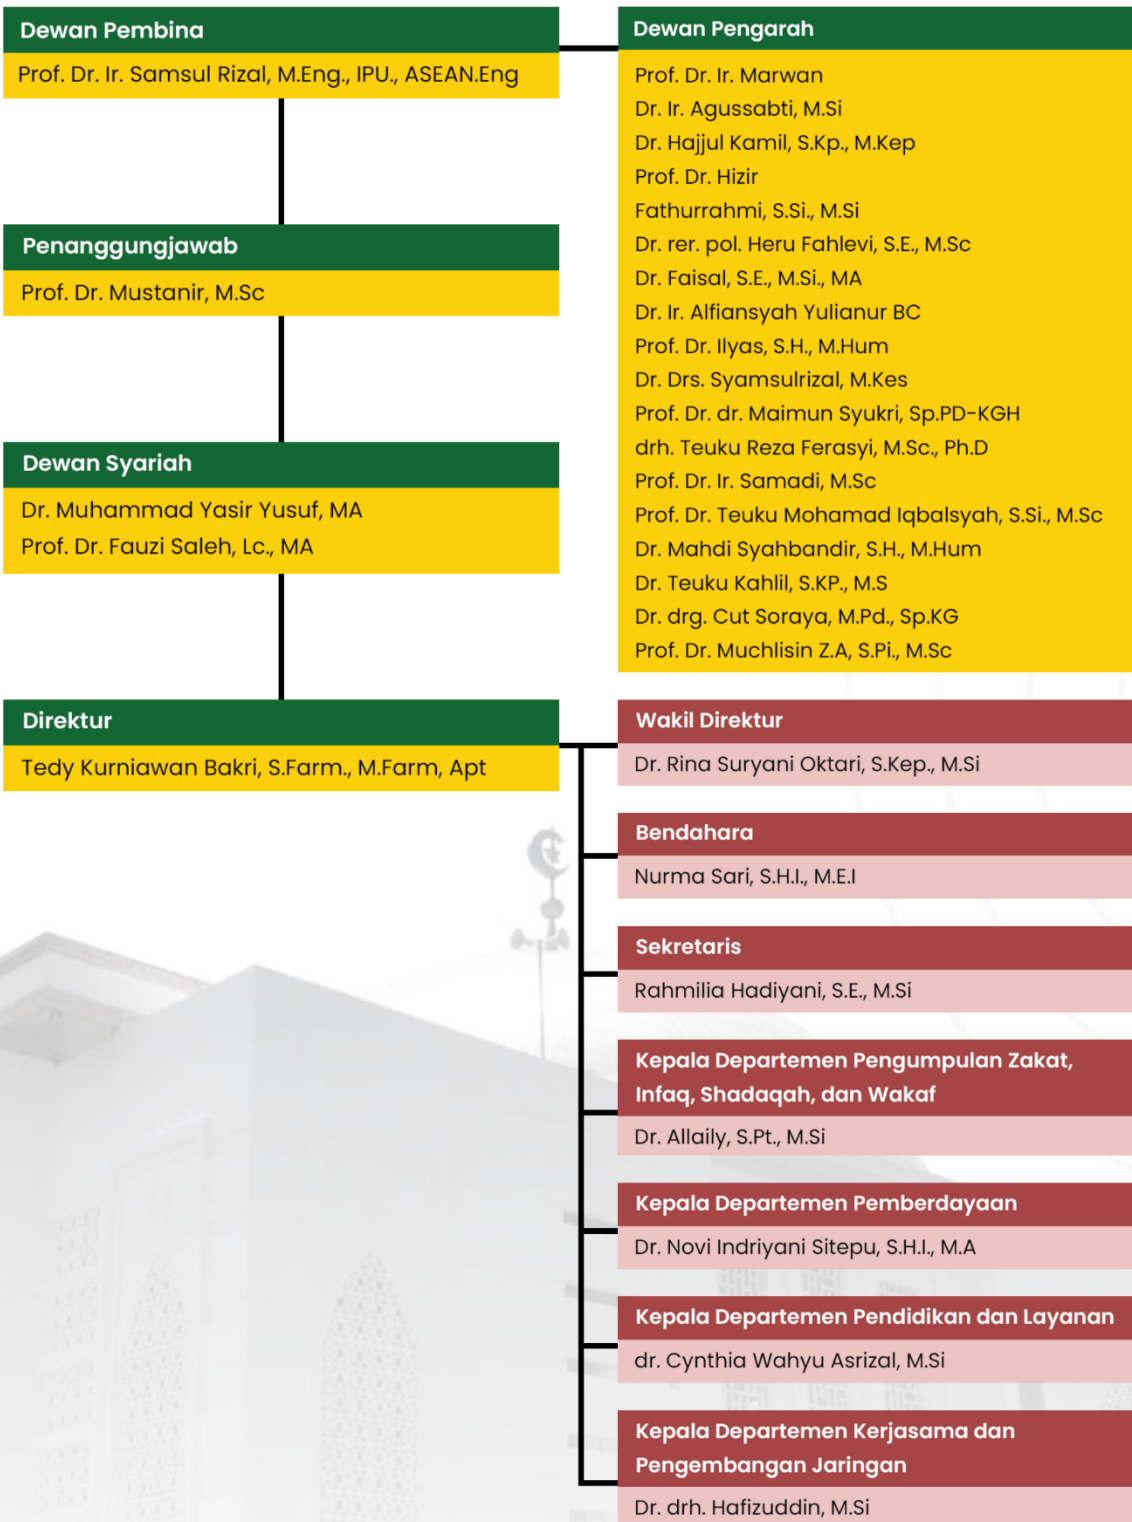 Dewan Pembina
Prof. Dr. Ir. Samsul Rizal, M.Eng., IPU., ASEAN.Eng
Dewan Pengarah
Prof. Dr. Ir. Marwan
Dr. Ir. Agussabti, M.Si
Dr. Hajjul Kamil, S.Kp., M.Kep
Prof. Dr. Hizir
Fathurrahmi, S.Si., M.Si
Dr. rer. pol. Heru Fahlevi, S.E., M.Sc
Dr. Faisal, S.E., M.Si., MA
Dr. Ir. Alfiansyah Yulianur BC
Prof. Dr. Ilyas, S.H., M.Hum
Dr. Drs. Syamsulrizal, M.Kes
Prof. Dr. dr. Maimun Syukri, Sp.PD-KGH
drh. Teuku Reza Ferasyi, M.Sc., Ph.D
Prof. Dr. Ir. Samadi, M.Sc
Prof. Dr. Teuku Mohamad Iqbalsyah, S.Si., M.Sc
Dr. Mahdi Syahbandir, S.H., M.Hum
Dr. Teuku Kahlil, S.KP., M.S
Dr. drg. Cut Soraya, M.Pd., Sp.KG
Prof. Dr. Muchlisin Z.A, S.Pi., M.Sc
Penanggungjawab
Prof. Dr. Mustanir, M.Sc
Dewan Syariah
Dr. Muhammad Yasir Yusuf, MA
Prof. Dr. Fauzi Saleh, Lc., MA
Direktur
Tedy Kurniawan Bakri, S.Farm., M.Farm, Apt
Wakil Direktur
Dr. Rina Suryani Oktari, S.Kep., M.Si
Bendahara
Nurma Sari, S.H.I., M.E.I
Sekretaris
Rahmilia Hadiyani, S.E., M.Si
Kepala Departemen Pengumpulan Zakat,
Infaq, Shadaqah, dan Wakaf
Dr. Allaily, S.Pt., M.Si
Kepala Departemen Pemberdayaan
Dr. Novi Indriyani Sitepu, S.H.I., M.A
Kepala Departemen Pendidikan dan Layanan
dr. Cynthia Wahyu Asrizal, M.Si
Kepala Departemen Kerjasama dan
Pengembangan Jaringan
Dr. drh. Hafizuddin, M.Si